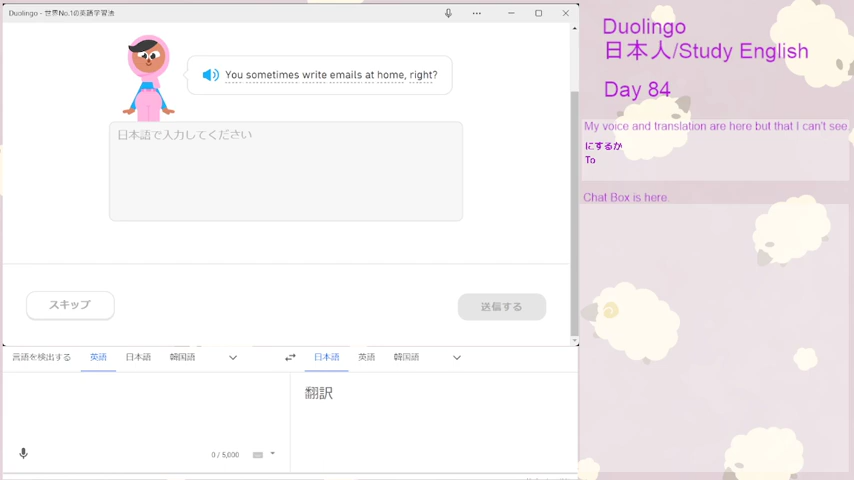 Duolingo - 世界No.1の英語学習法
You sometimes write emails at home, right?
日本語で入力してください
スキップ
送信する
言語を検出する 英語 日本語 韓国語
日本語 英語 韓国語
翻訳
0 / 5,000
Duolingo
日本人/Study English
Day 84
My voice and translation are here but that I can't see
にするか
To
Chat Box is here.